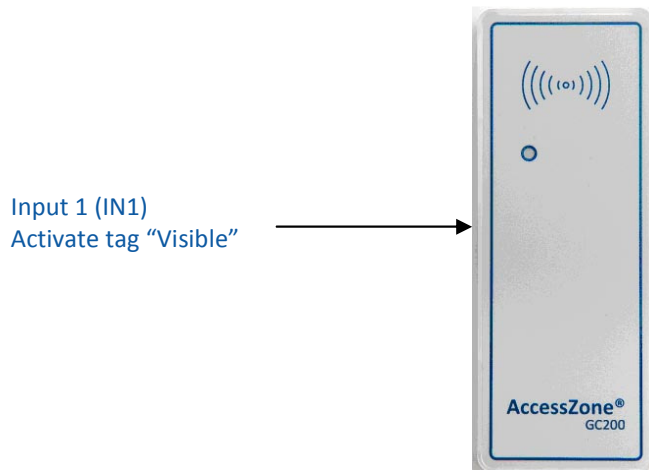 Input 1 (IN1)
Activate tag “Visible”
AccessZone®
GC200